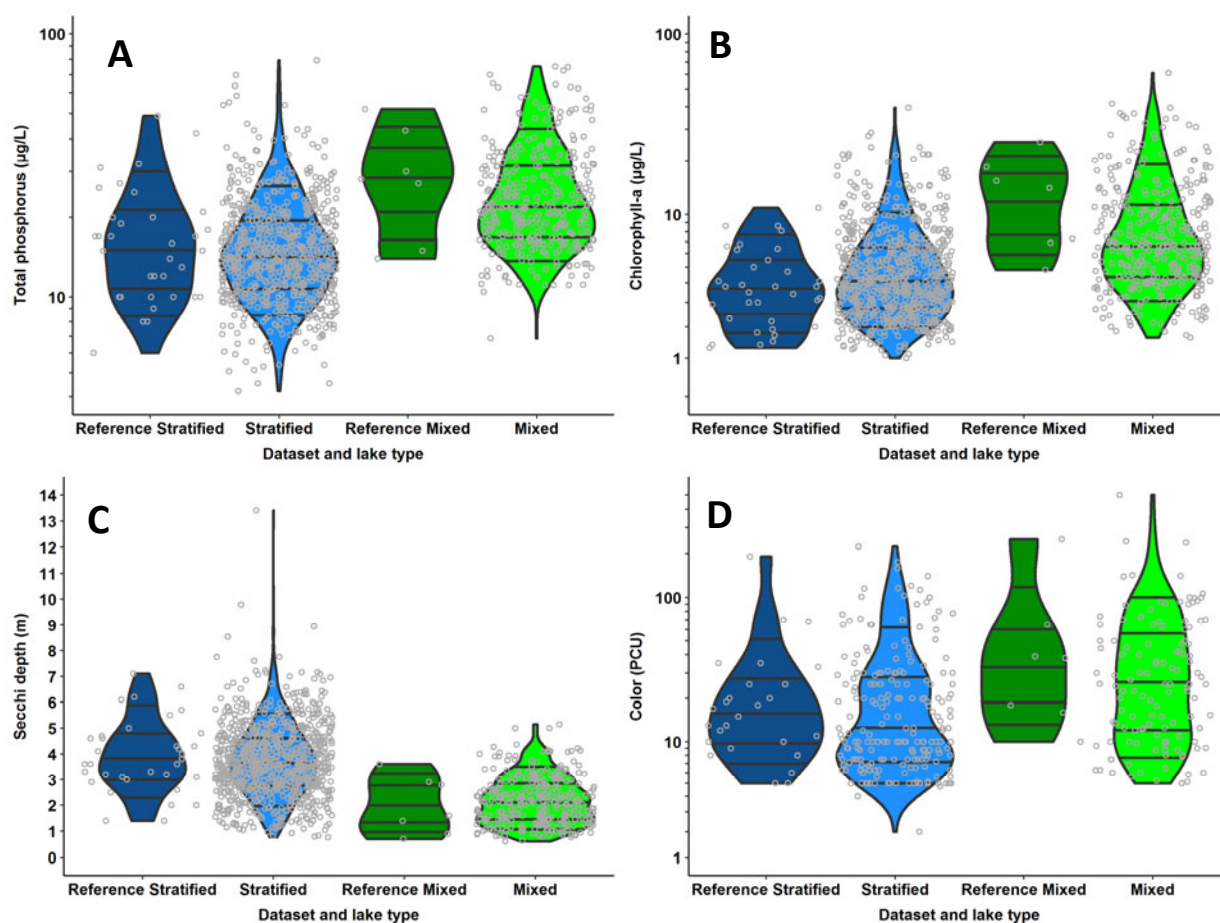 A
Total phosphorus (µg/L)
100
10
Reference Stratified Stratified Reference Mixed Mixed
Dataset and lake type
B
Chlorophyll-a (µg/L)
100
10
1
Reference Stratified Stratified Reference Mixed Mixed
Dataset and lake type
C
Secchi depth (m)
14
13
12
11
10
9
8
7
6
5
4
3
2
1
0
Reference Stratified Stratified Reference Mixed Mixed
Dataset and lake type
D
Color (PCU)
100
10
1
Reference Stratified Stratified Reference Mixed Mixed
Dataset and lake type